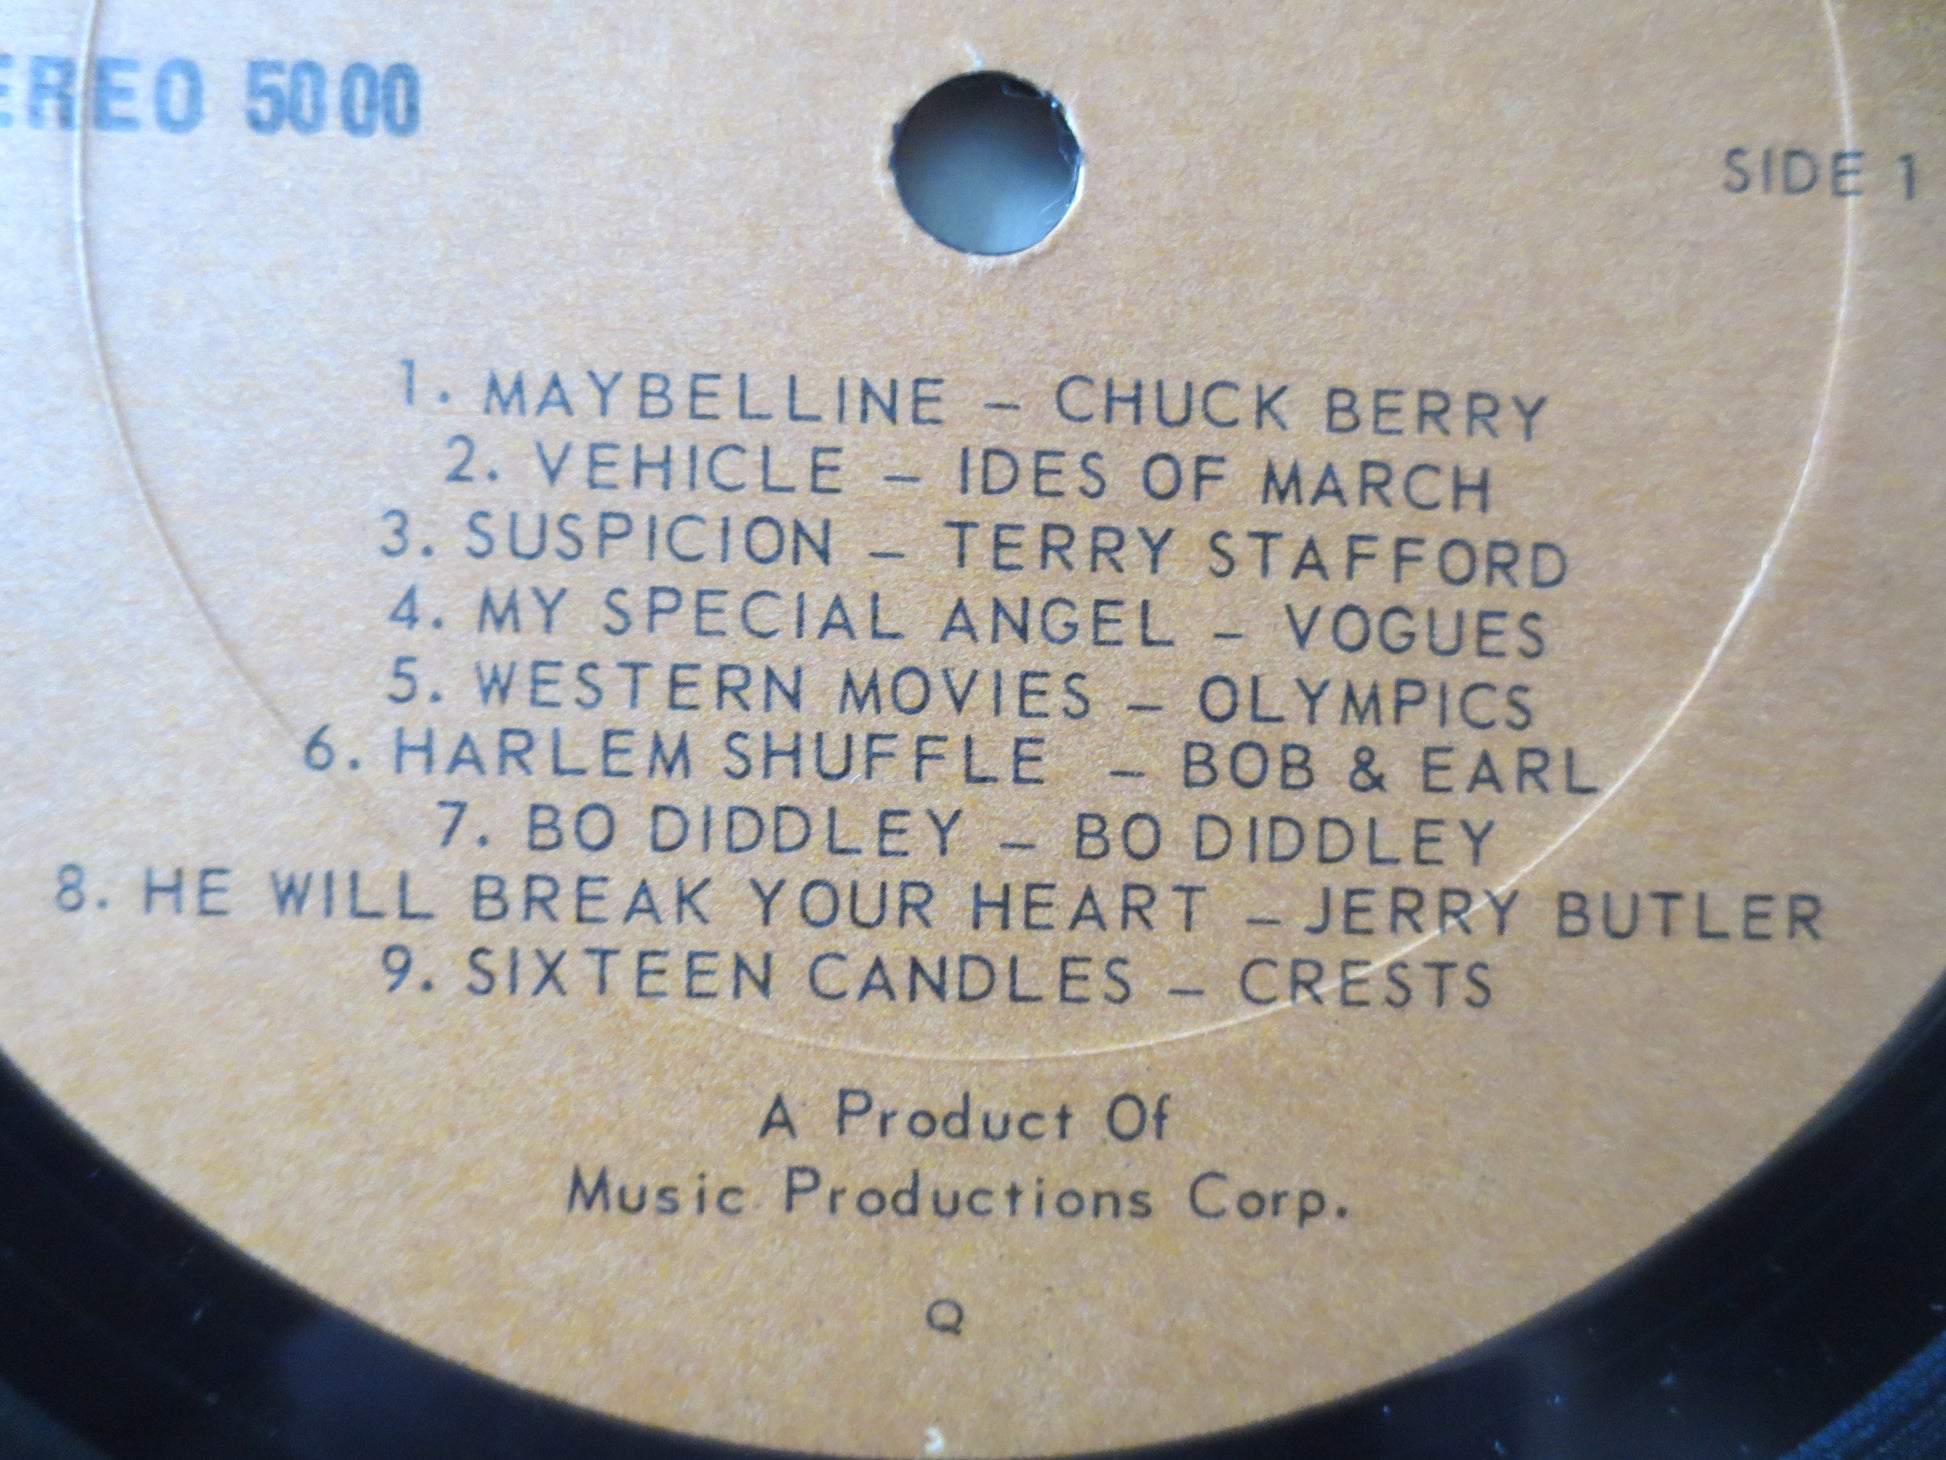 EREO 5000
SIDE 1
1. MAYBELLINE – CHUCK BERRY
2. VEHICLE – IDES OF MARCH
3. SUSPICION – TERRY STAFFORD
4. MY SPECIAL ANGEL – VOGUES
5. WESTERN MOVIES – OLYMPICS
6. HARLEM SHUFFLE – BOB & EARL
7. BO DIDDLEY – BO DIDDLEY
8. HE WILL BREAK YOUR HEART – JERRY BUTLER
9. SIXTEEN CANDLES – CRESTS
A Product Of
Music Productions Corp.
Q